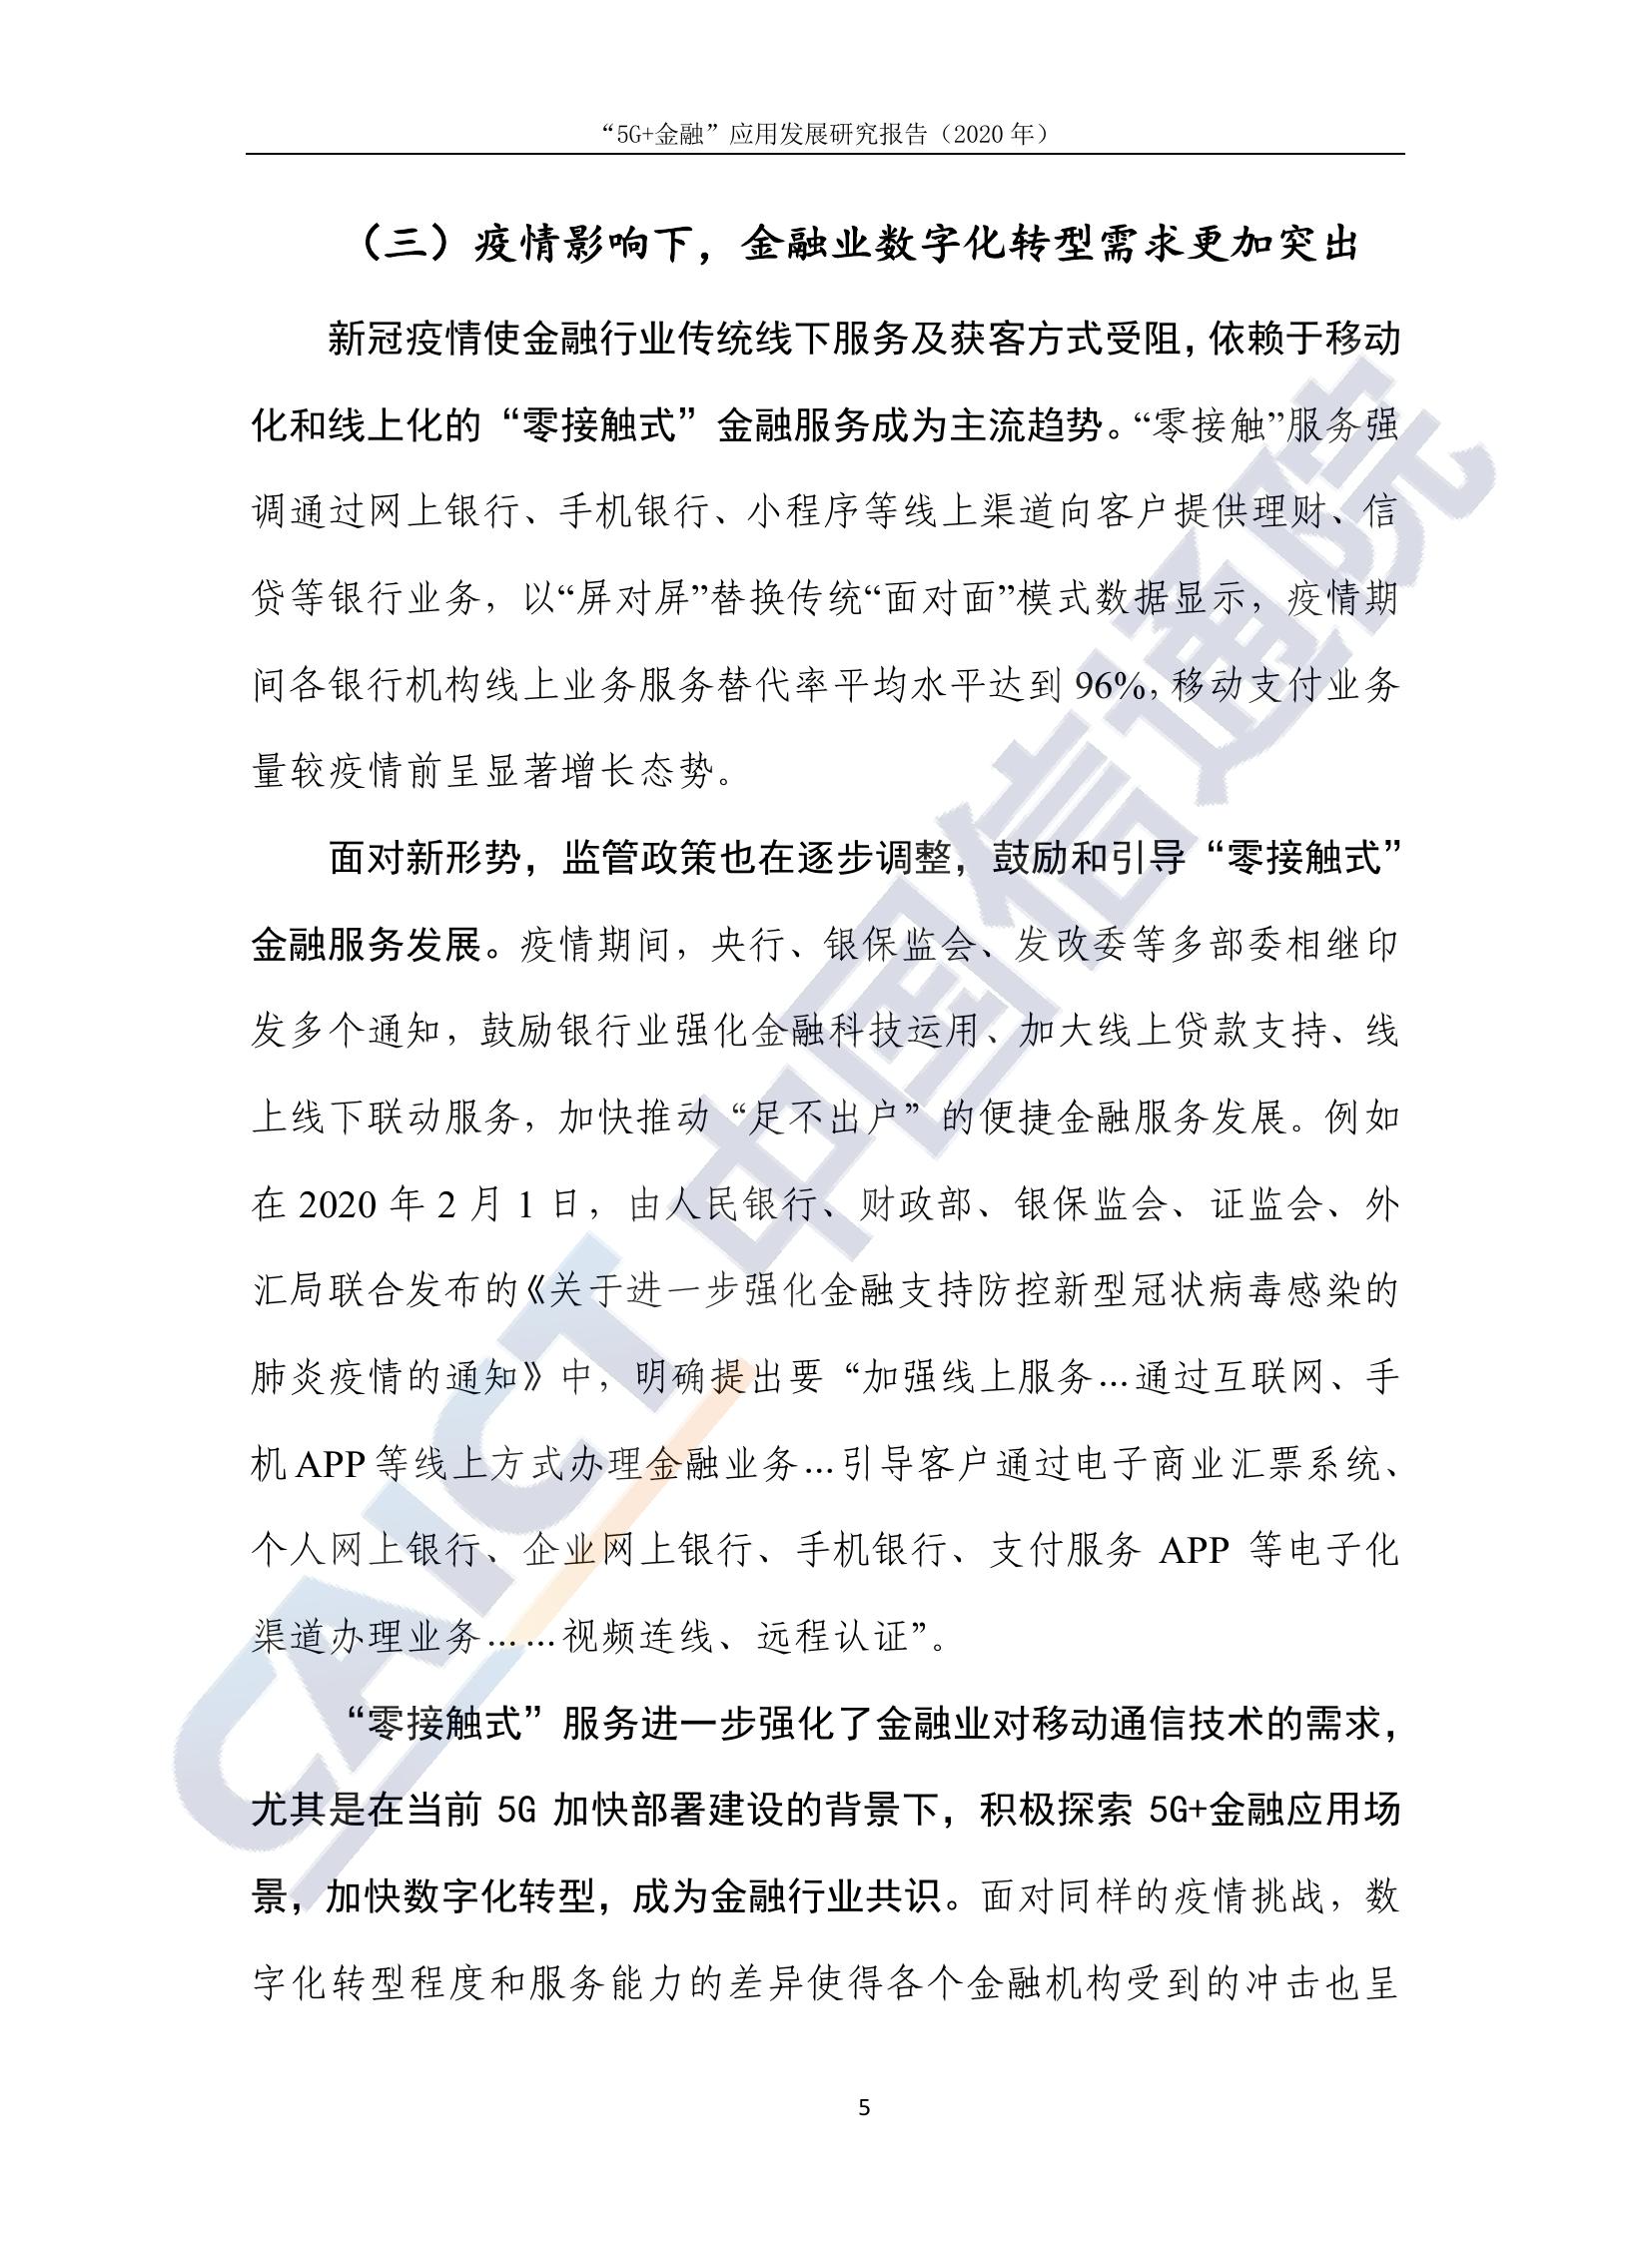 “5G+金融”应用发展研究报告（2020 年）
（三）疫情影响下，金融业数字化转型需求更加突出
新冠疫情使金融行业传统线下服务及获客方式受阻，依赖于移动
化和线上化的“零接触式”金融服务成为主流趋势。“零接触”服务强
调通过网上银行、手机银行、小程序等线上渠道向客户提供理财、信
贷等银行业务，以“屏对屏”替换传统“面对面”模式数据显示，疫情期
间各银行机构线上业务服务替代率平均水平达到 96%，移动支付业务
量较疫情前呈显著增长态势。
面对新形势，监管政策也在逐步调整，鼓励和引导“零接触式”
金融服务发展。疫情期间，央行、银保监会、发改委等多部委相继印
发多个通知，鼓励银行业强化金融科技运用、加大线上贷款支持、线
上线下联动服务，加快推动“足不出户”的便捷金融服务发展。例如
在 2020 年 2 月 1 日，由人民银行、财政部、银保监会、证监会、外
汇局联合发布的《关于进一步强化金融支持防控新型冠状病毒感染的
肺炎疫情的通知》中，明确提出要“加强线上服务…通过互联网、手
机 APP 等线上方式办理金融业务…引导客户通过电子商业汇票系统、
个人网上银行、企业网上银行、手机银行、支付服务 APP 等电子化
渠道办理业务……视频连线、远程认证”。
“零接触式”服务进一步强化了金融业对移动通信技术的需求，
尤其是在当前 5G 加快部署建设的背景下，积极探索 5G+金融应用场
景，加快数字化转型，成为金融行业共识。面对同样的疫情挑战，数
字化转型程度和服务能力的差异使得各个金融机构受到的冲击也呈
5
CAICT 中国信通院